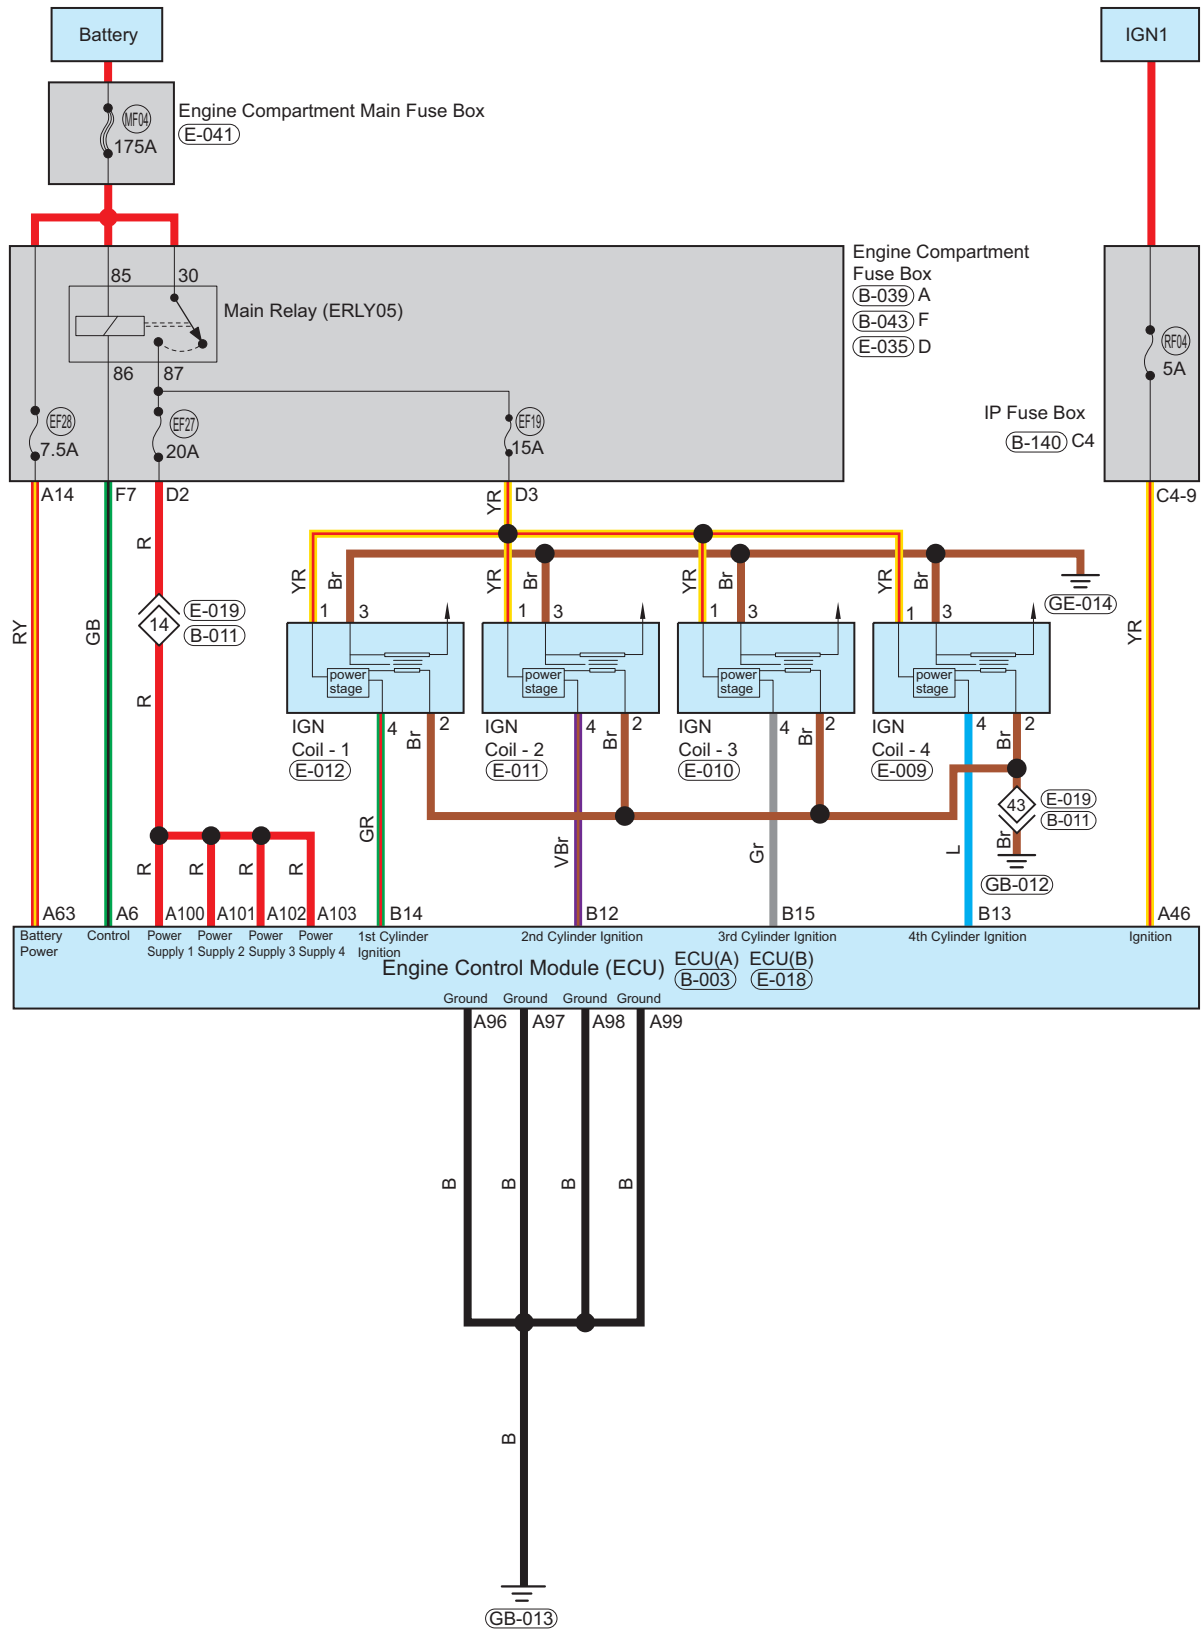 Battery
IGN1
MF04
175A
Engine Compartment Main Fuse Box
E-041
85
30
Main Relay (ERLY05)
86
87
EF28
7.5A
EF27
20A
EF19
15A
Engine Compartment
Fuse Box
B-039 A
B-043 F
E-035 D
RF04
5A
IP Fuse Box
B-140 C4
A14
F7
D2
D3
C4-9
YR
R
YR
Br
YR
Br
YR
Br
YR
Br
GE-014
1
3
1
3
1
3
1
3
14
E-019
B-011
RY
GB
YR
power
stage
power
stage
power
stage
power
stage
R
IGN
Coil - 1
E-012
4
Br
2
IGN
Coil - 2
E-011
4
Br
2
IGN
Coil - 3
E-010
4
Br
2
IGN
Coil - 4
E-009
4
Br
2
43
E-019
B-011
Br
GB-012
GR
VBr
Gr
L
R
R
R
R
A63
A6
A100
A101
A102
A103
B14
B12
B15
B13
A46
Battery
Power
Control
Power
Supply 1
Power
Supply 2
Power
Supply 3
Power
Supply 4
1st Cylinder
Ignition
2nd Cylinder Ignition
3rd Cylinder Ignition
4th Cylinder Ignition
Ignition
Engine Control Module (ECU)
ECU(A)
B-003
ECU(B)
E-018
Ground
Ground
Ground
Ground
A96
A97
A98
A99
B
B
B
B
B
GB-013